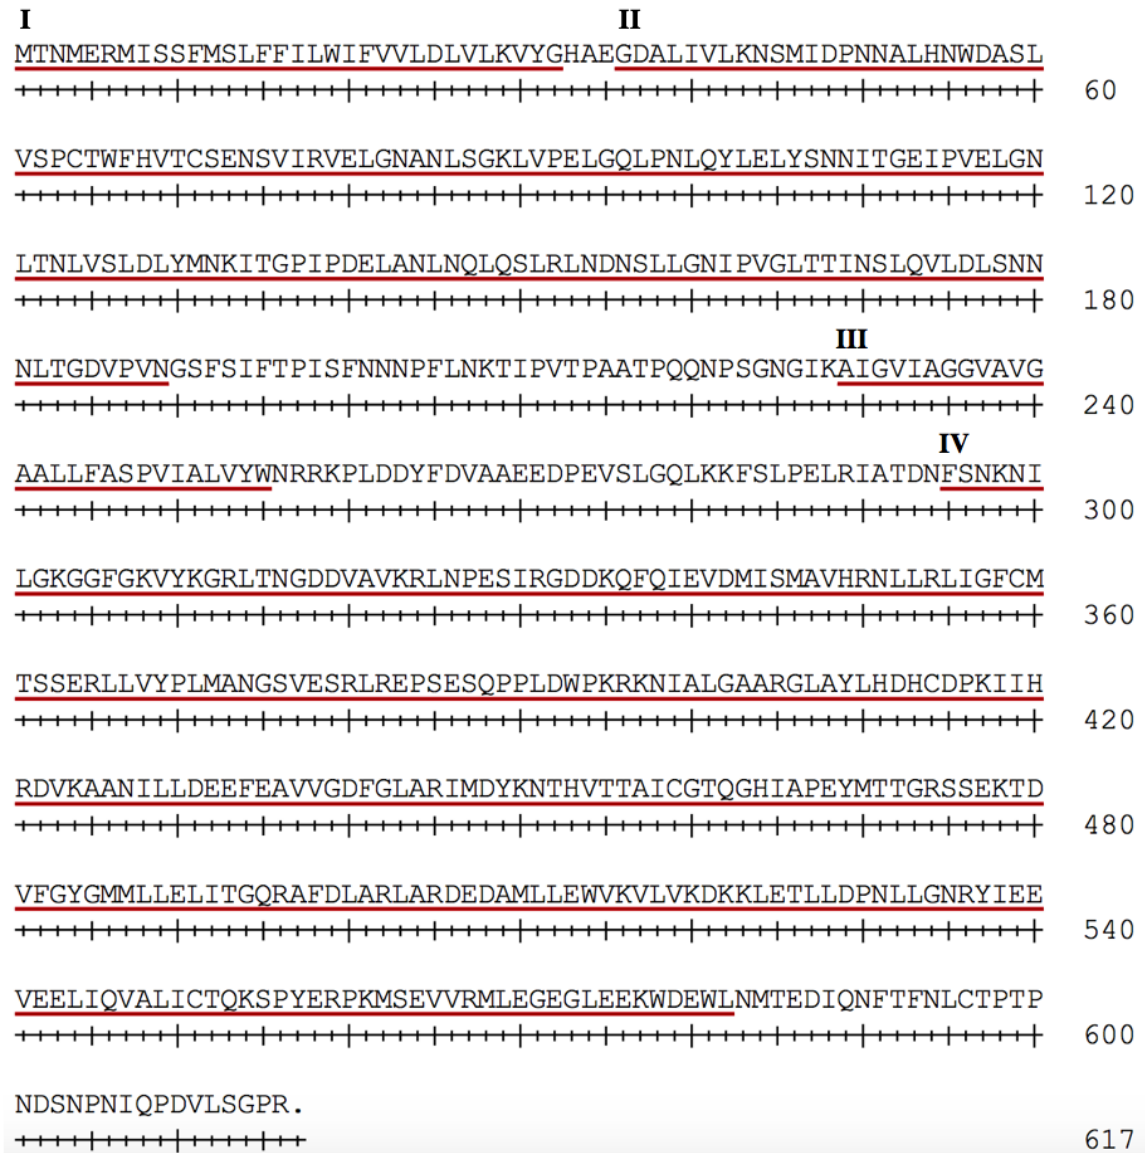 I II
MTNMERMISSFMSLFFILWIFVVLDLVLKVYGHAEGDALIVLKNSMIDPNNALHNWDASL
60
VSPCTWFHVTCSENSVIRVELGNANLSGKLVPELGQLPNLQYLELYSNNITGEIPVELGN
120
LTNLVSLDLYMNKITGPIPDELANLNQLQSLRLNDNSLLGNIPVGLTTINSLQVLDLSNN
180
III
NLTGDVPVNGSFSIFTPISFNNNPFLNKTIPVTPAATPQQNPSGNGIKAIGVIAGGVAVG
240
IV
AALLFASPVIALVYWNRRKPLDDYFDVAAEEDPEVSLGQLKKFSLPELRIATDNFSNKNI
300
LGKGGFGKVYKGRLTNGDDVAVKRLNPESIRGDDKQFQIEVDMISMAVHRNLLRLIGFCM
360
TSSERLLVYPLMANGSVESRLREPSESQPPLDWPKRKNIALGAARGLAYLHDHCDPKIIH
420
RDVKAANILLDEEFEAVVGDFGLARIMDYKNTHVTTAICGTQGHIAPEYMTTGRSSEKTD
480
VFGYGMMLLELITGQRAFDLARLARDEDAMLLEWVKVLVKDKKLETLLDPNLLGNRYIEE
540
VEELIQVALICTQKSPYERPKMSEVVRMLEGEGLEEKWDEWLNMTEDIQNFTFNLCTPTP
600
NDSNPNIQPDVLSGPR.
617